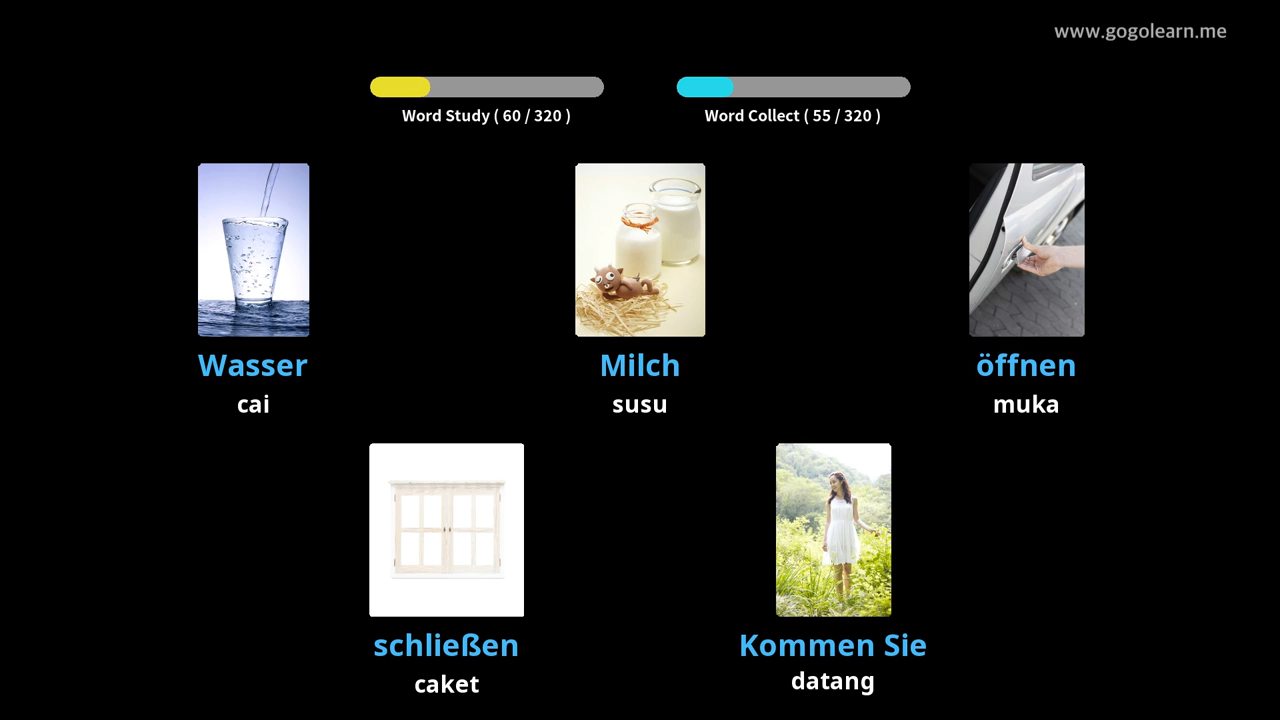 www.gogolearn.me
Word Study ( 60 / 320 )
Word Collect ( 55 / 320 )
Wasser
cai
Milch
susu
öffnen
muka
schließen
caket
Kommen Sie
datang